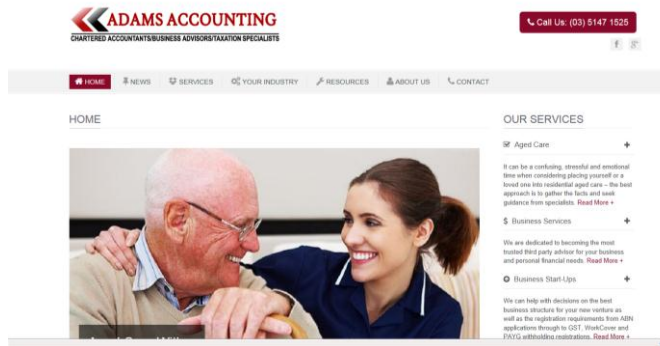 ADAMS ACCOUNTING
CHARTERED ACCOUNTANTS/BUSINESS ADVISORS/TAXATION SPECIALISTS
Call Us: (03) 5147 1525
HOME NEWS SERVICES YOUR INDUSTRY RESOURCES ABOUT US CONTACT
HOME
OUR SERVICES
Aged Care +
It can be a confusing, stressful and emotional
time when considering placing yourself or a
loved one into residential aged care – the best
approach is to gather the facts and seek
guidance from specialists. Read More +
$ Business Services +
We are dedicated to becoming the most
trusted third party advisor for your business
and personal financial needs. Read More +
Business Start-Ups +
We can help with decisions on the best
business structure for your new venture as
well as the registration requirements from ABN
applications through to GST, WorkCover and
PAYG withholding registrations. Read More +